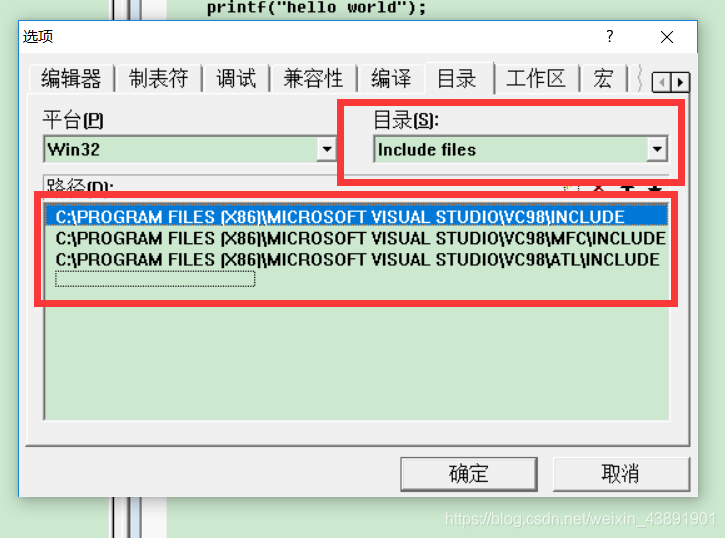 printf("hello world");
选项
? ×
编辑器 制表符 调试 兼容性 编译 目录 工作区 宏
平台(P) 目录(S):
Win32 Include files
路径(D):
C:\PROGRAM FILES (X86)\MICROSOFT VISUAL STUDIO\VC98\INCLUDE
C:\PROGRAM FILES (X86)\MICROSOFT VISUAL STUDIO\VC98\MFC\INCLUDE
C:\PROGRAM FILES (X86)\MICROSOFT VISUAL STUDIO\VC98\ATL\INCLUDE
确定 取消
https://blog.csdn.net/weixin_43891901